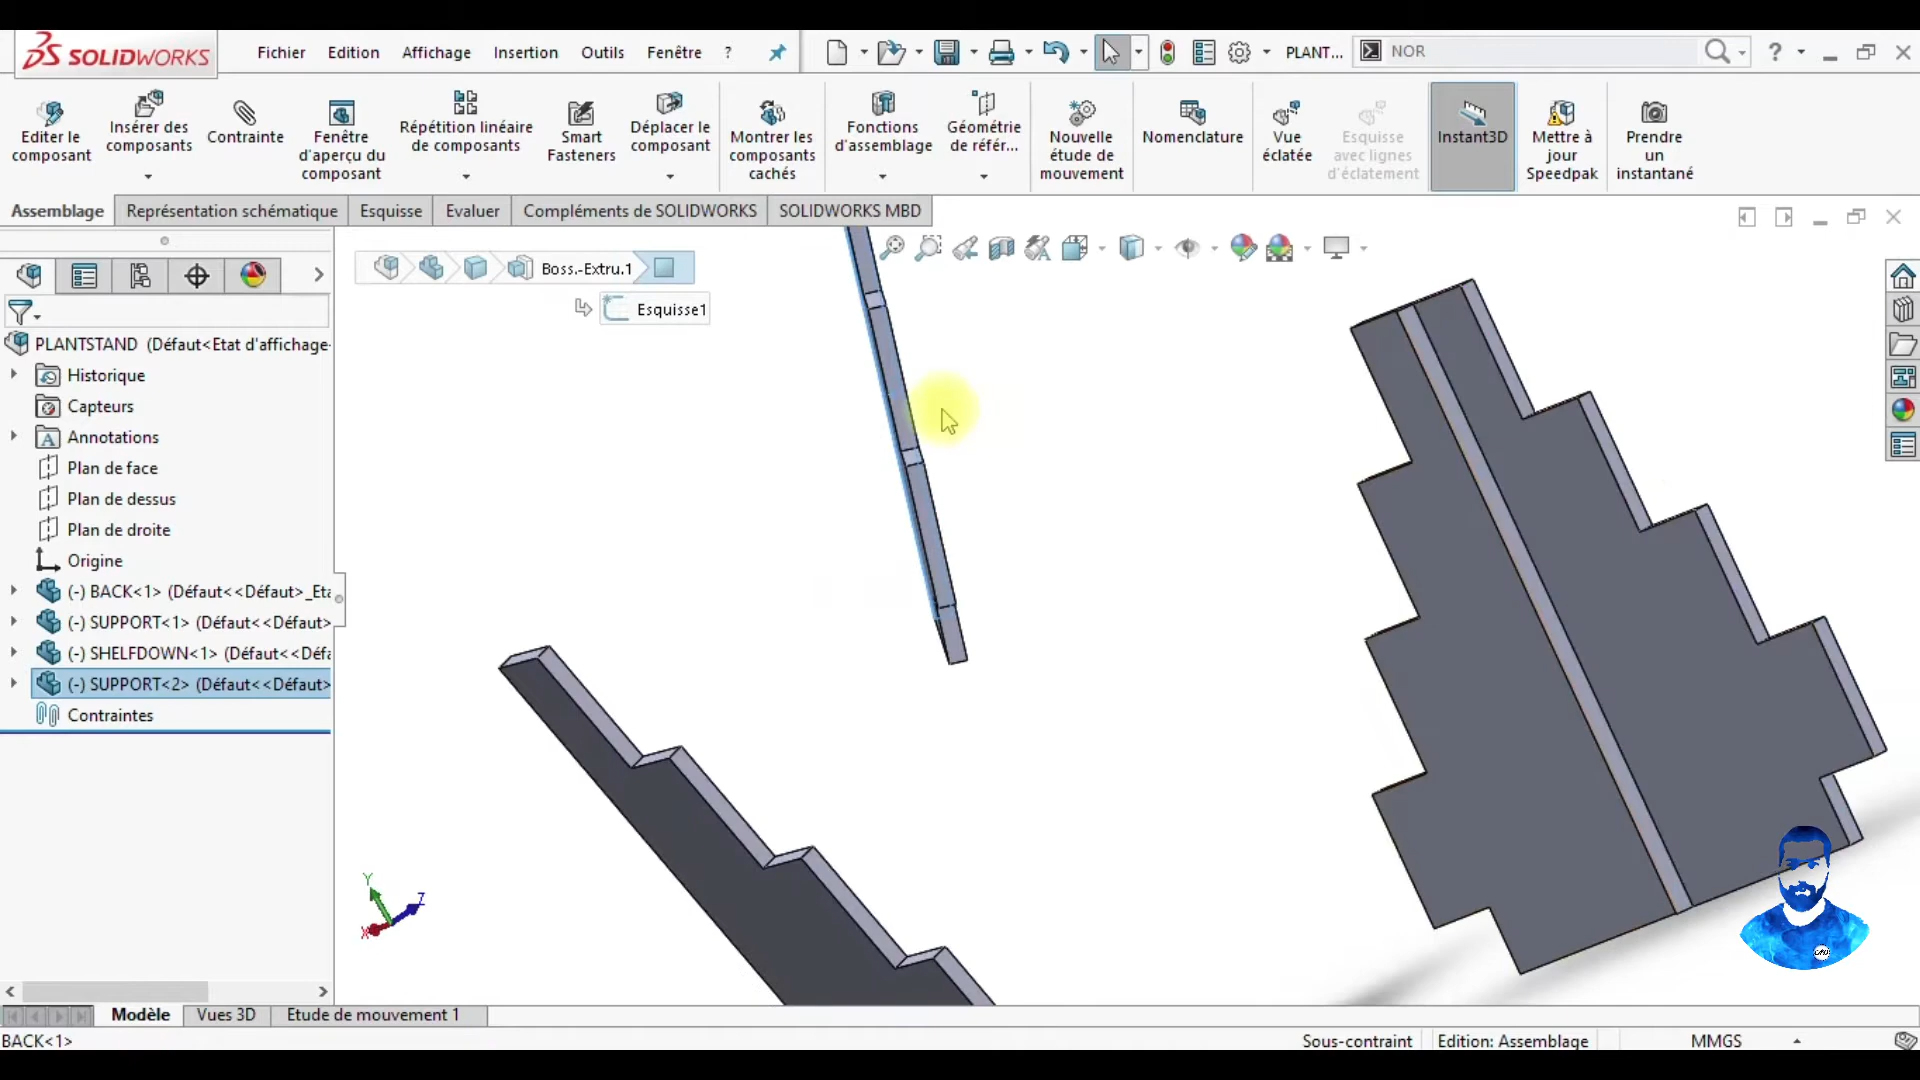 SOLIDWORKS
Fichier Edition Affichage Insertion Outils Fenêtre ?
PLANT... NOR ?
Editer le composant
Insérer des composants
Contrainte
Fenêtre d'aperçu du composant
Répétition linéaire de composants
Smart Fasteners
Déplacer le composant
Montrer les composants cachés
Fonctions d'assemblage
Géométrie de référ...
Nouvelle étude de mouvement
Nomenclature
Vue éclatée
Esquisse avec lignes d'éclatement
Instant3D
Mettre à jour Speedpak
Prendre un instantané
Assemblage Représentation schématique Esquisse Evaluer Compléments de SOLIDWORKS SOLIDWORKS MBD
Boss.-Extru.1
Esquisse1
PLANTSTAND (Défaut<Etat d'affichage-
Historique
Capteurs
Annotations
Plan de face
Plan de dessus
Plan de droite
Origine
(-) BACK<1> (Défaut<<Défaut>_Eta
(-) SUPPORT<1> (Défaut<<Défaut>
(-) SHELFDOWN<1> (Défaut<<Défa
(-) SUPPORT<2> (Défaut<<Défaut>
Contraintes
Y
Z
X
Modèle Vues 3D Etude de mouvement 1
BACK<1> Sous-contraint Edition: Assemblage MMGS